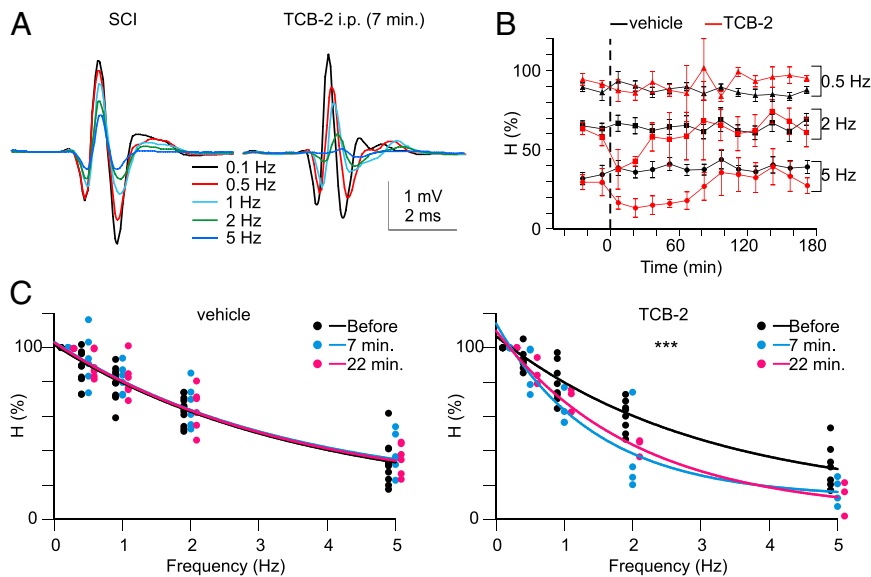 A
SCI
TCB-2 i.p. (7 min.)
0.1 Hz
0.5 Hz
1 Hz
2 Hz
5 Hz
1 mV
2 ms
B
vehicle
TCB-2
100
50
0
H (%)
0.5 Hz
2 Hz
5 Hz
0 60 120 180
Time (min)
C
vehicle
Before
7 min.
22 min.
100
0
H (%)
0 1 2 3 4 5
Frequency (Hz)
TCB-2
***
Before
7 min.
22 min.
100
0
H (%)
0 1 2 3 4 5
Frequency (Hz)